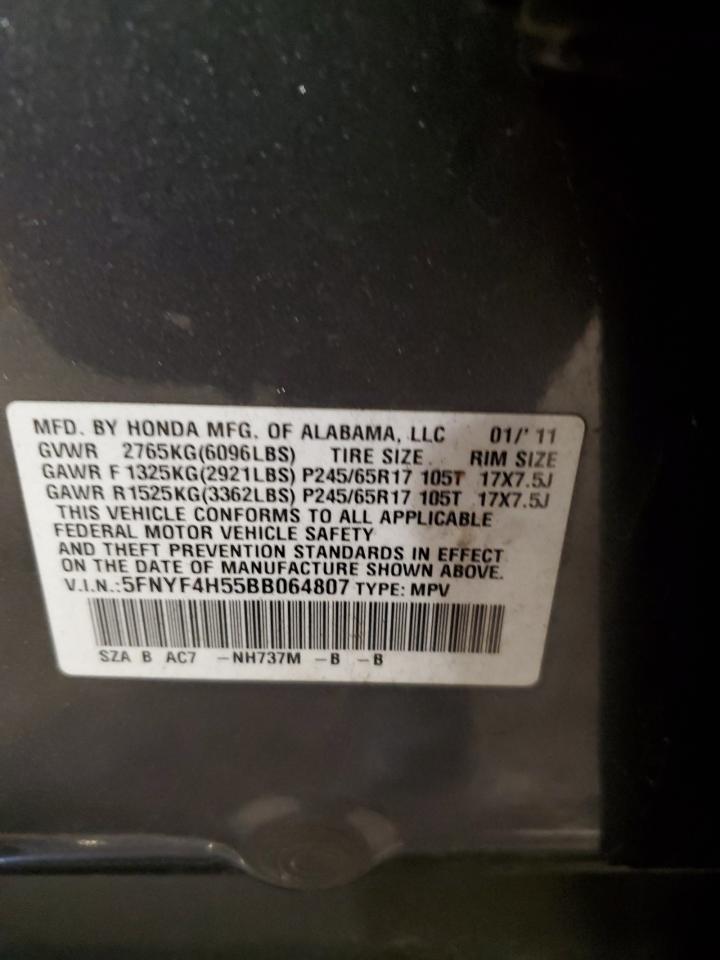 MFD. BY HONDA MFG. OF ALABAMA, LLC 01/'11
GVWR 2765KG(6096LBS) TIRE SIZE RIM SIZE
GAWR F 1325KG(2921LBS) P245/65R17 105T 17X7.5J
GAWR R 1525KG(3362LBS) P245/65R17 105T 17X7.5J
THIS VEHICLE CONFORMS TO ALL APPLICABLE
FEDERAL MOTOR VEHICLE SAFETY
AND THEFT PREVENTION STANDARDS IN EFFECT
ON THE DATE OF MANUFACTURE SHOWN ABOVE.
V.I.N.:5FNYF4H55BB064807 TYPE: MPV
SZA B AC7 -NH737M -B -B